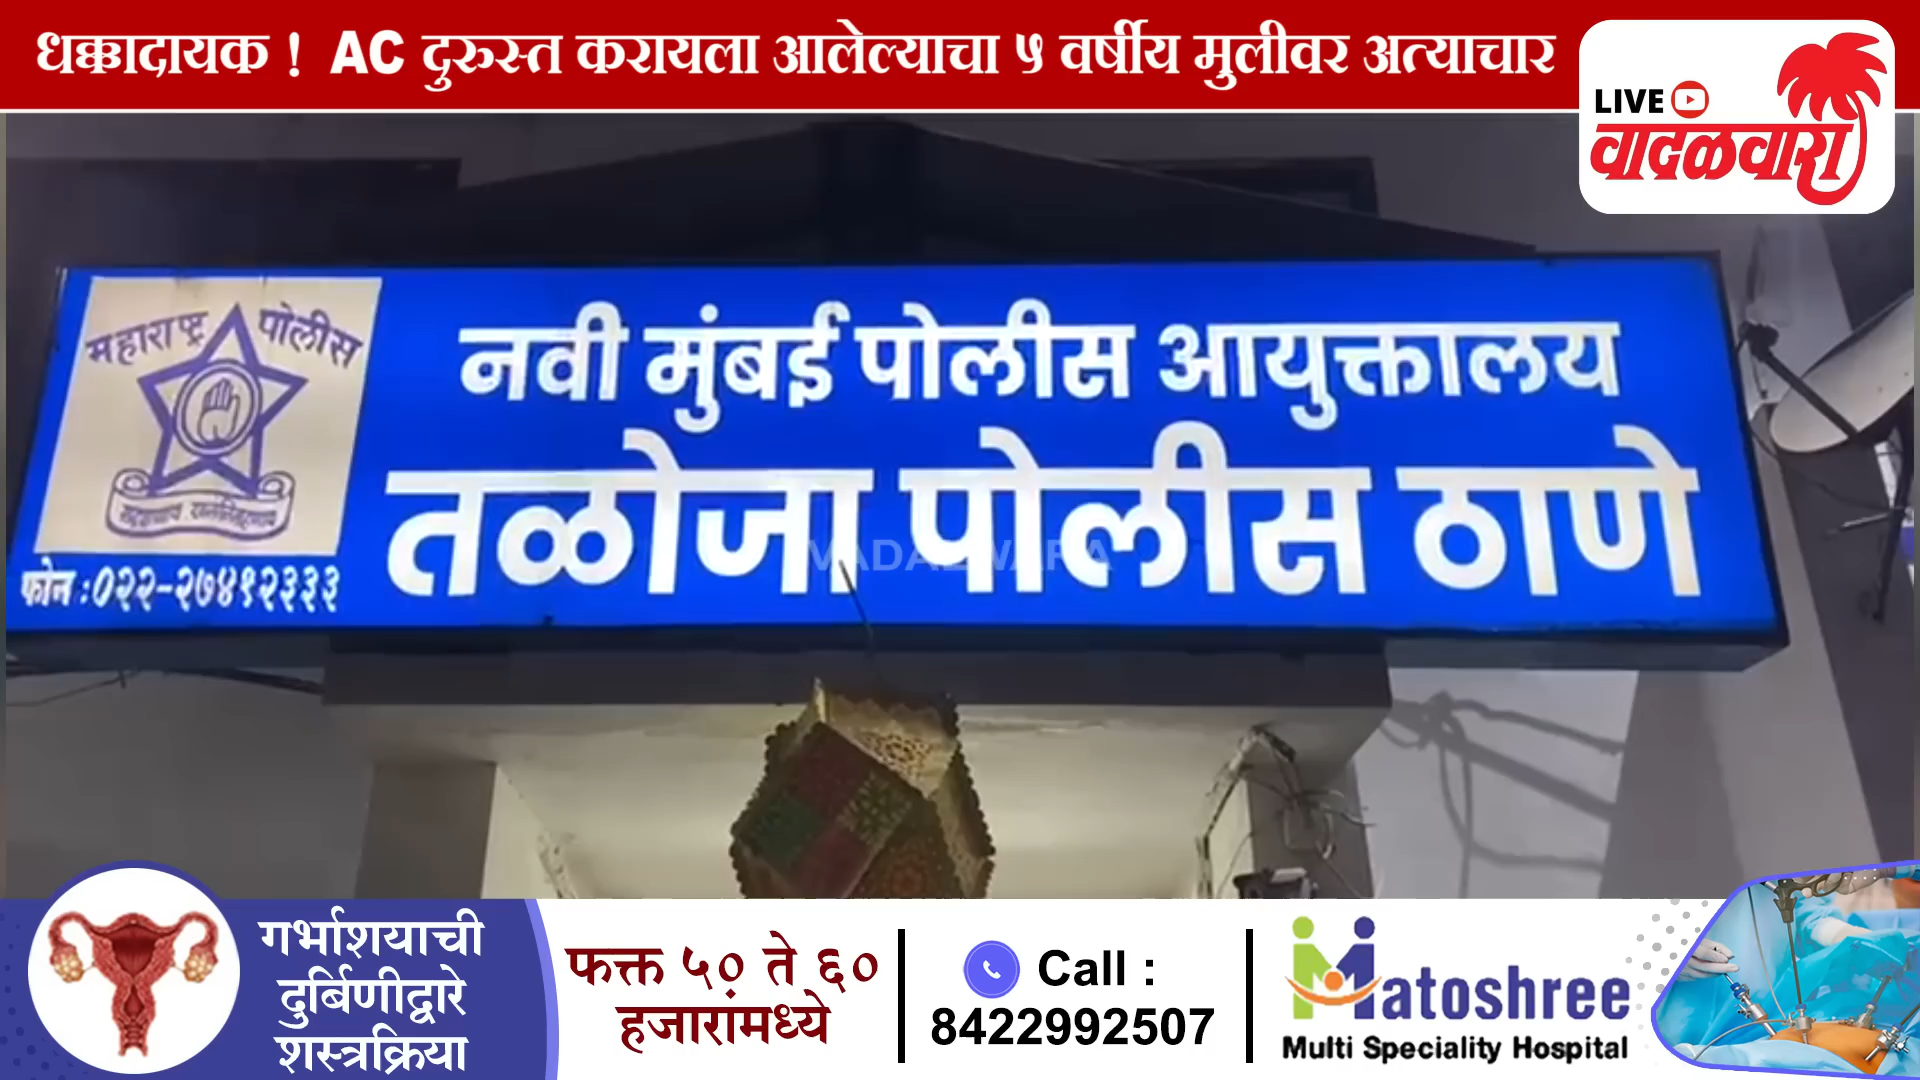 धक्कादायक ! AC दुरुस्त करायला आलेल्याचा ५ वर्षीय मुलीवर अत्याचार
LIVE
वादळवारा
महाराष्ट्र पोलीस
नवी मुंबई पोलीस आयुक्तालय
तळोजा पोलीस ठाणे
फोन :०२२-२७४१२३३३
VADALWARA
गर्भाशयाची
दुर्बिणीद्वारे
शस्त्रक्रिया
फक्त ५० ते ६०
हजारांमध्ये
Call :
8422992507
Matoshree
Multi Speciality Hospital